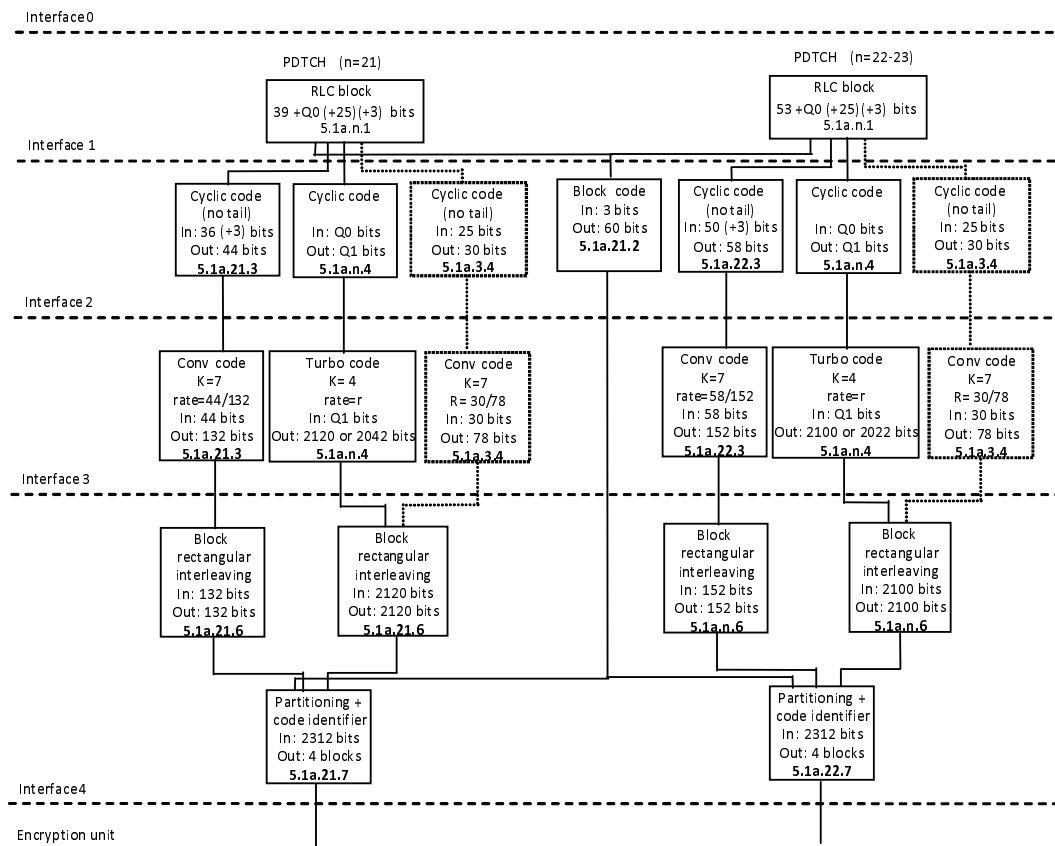 Interface 0
PDTCH (n=21)
RLC block
39 +Q0 (+25)(+3) bits
5.1a.n.1
PDTCH (n=22-23)
RLC block
53 +Q0 (+25)(+3) bits
5.1a.n.1
Interface 1
Cyclic code
(no tail)
In: 36 (+3) bits
Out: 44 bits
5.1a.21.3
Cyclic code
In: Q0 bits
Out: Q1 bits
5.1a.n.4
Cyclic code
(no tail)
In: 25 bits
Out: 30 bits
5.1a.3.4
Block code
In: 3 bits
Out: 60 bits
5.1a.21.2
Cyclic code
(no tail)
In: 50 (+3) bits
Out: 58 bits
5.1a.22.3
Cyclic code
In: Q0 bits
Out: Q1 bits
5.1a.n.4
Cyclic code
(no tail)
In: 25 bits
Out: 30 bits
5.1a.3.4
Interface 2
Conv code
K=7
rate=44/132
In: 44 bits
Out: 132 bits
5.1a.21.3
Turbo code
K= 4
rate=r
In: Q1 bits
Out: 2120 or 2042 bits
5.1a.n.4
Conv code
K=7
R= 30/78
In: 30 bits
Out: 78 bits
5.1a.3.4
Conv code
K=7
rate=58/152
In: 58 bits
Out: 152 bits
5.1a.22.3
Turbo code
K=4
rate=r
In: Q1 bits
Out: 2100 or 2022 bits
5.1a.n.4
Conv code
K=7
R= 30/78
In: 30 bits
Out: 78 bits
5.1a.3.4
Interface 3
Block
rectangular
interleaving
In: 132 bits
Out: 132 bits
5.1a.21.6
Block
rectangular
interleaving
In: 2120 bits
Out: 2120 bits
5.1a.21.6
Block
rectangular
interleaving
In: 152 bits
Out: 152 bits
5.1a.n.6
Block
rectangular
interleaving
In: 2100 bits
Out: 2100 bits
5.1a.n.6
Partitioning +
code identifier
In: 2312 bits
Out: 4 blocks
5.1a.21.7
Partitioning +
code identifier
In: 2312 bits
Out: 4 blocks
5.1a.22.7
Interface4
Encryption unit